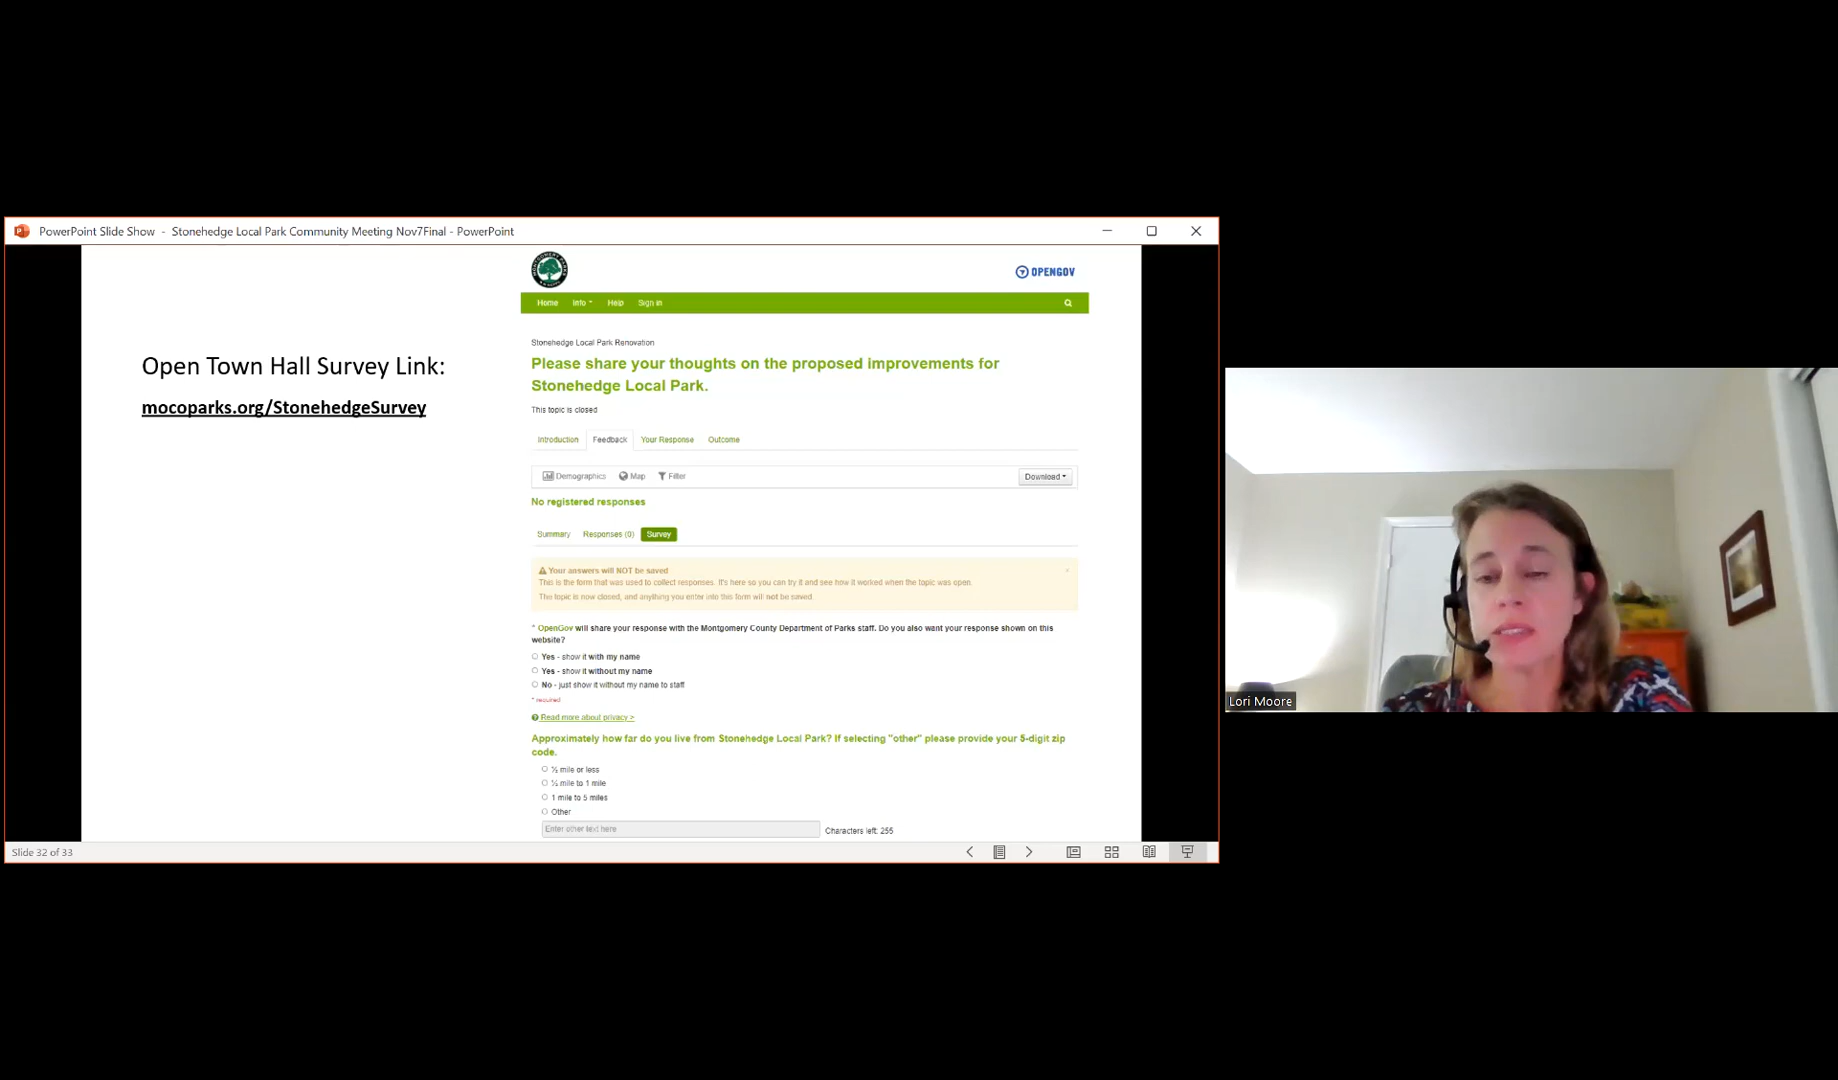 PowerPoint Slide Show - Stonehedge Local Park Community Meeting Nov7Final - PowerPoint
Open Town Hall Survey Link:
mocoparks.org/StonehedgeSurvey
OPENGOV
Home Info Help Sign in
Stonehedge Local Park Renovation
Please share your thoughts on the proposed improvements for
Stonehedge Local Park.
This topic is closed
Introduction Feedback Your Response Outcome
Demographics Map Filter Download
No registered responses
Summary Responses (0) Survey
Your answers will NOT be saved
This is the form that was used to collect responses. It's here so you can try it and see how it worked when the topic was open.
The topic is now closed, and anything you enter into this form will not be saved.
* OpenGov will share your response with the Montgomery County Department of Parks staff. Do you also want your response shown on this
website?
Yes - show it with my name
Yes - show it without my name
No - just show it without my name to staff
* required
Read more about privacy >
Approximately how far do you live from Stonehedge Local Park? If selecting "other" please provide your 5-digit zip
code.
½ mile or less
½ mile to 1 mile
1 mile to 5 miles
Other
Enter other text here
Characters left: 255
Slide 32 of 33
Lori Moore